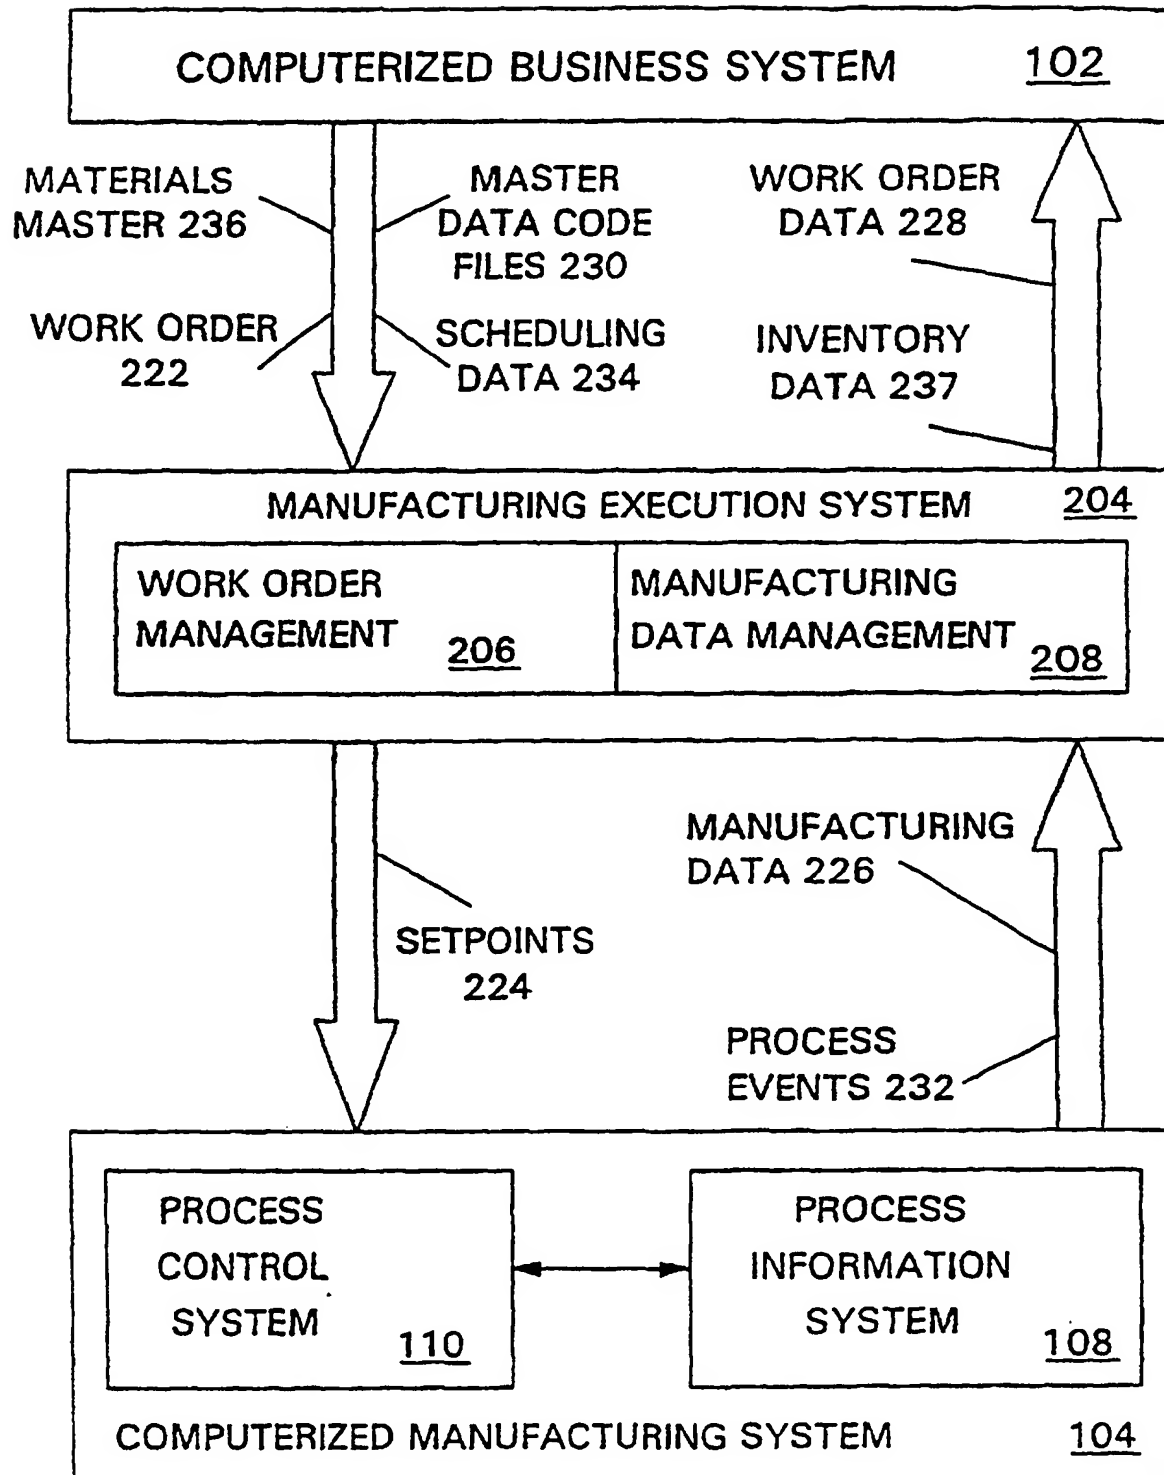 COMPUTERIZED BUSINESS SYSTEM 102
MATERIALS
MASTER 236
MASTER
DATA CODE
FILES 230
WORK ORDER
DATA 228
WORK ORDER
222
SCHEDULING
DATA 234
INVENTORY
DATA 237
MANUFACTURING EXECUTION SYSTEM 204
WORK ORDER
MANAGEMENT 206
MANUFACTURING
DATA MANAGEMENT 208
SETPOINTS
224
MANUFACTURING
DATA 226
PROCESS
EVENTS 232
PROCESS
CONTROL
SYSTEM
110
PROCESS
INFORMATION
SYSTEM
108
COMPUTERIZED MANUFACTURING SYSTEM 104